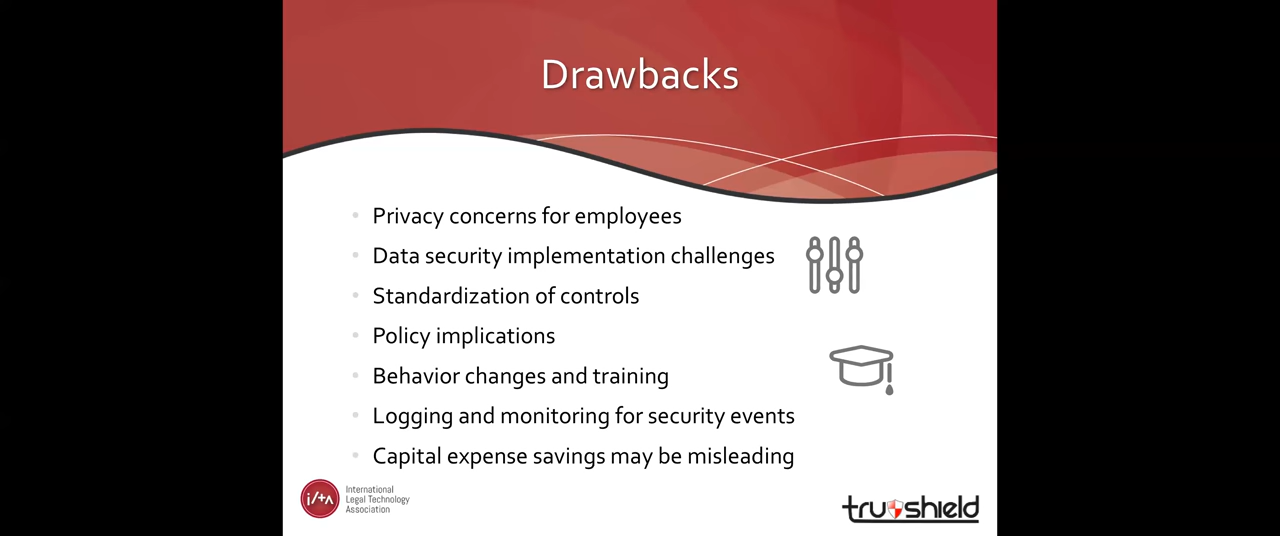 Drawbacks
Privacy concerns for employees
Data security implementation challenges
Standardization of controls
Policy implications
Behavior changes and training
Logging and monitoring for security events
Capital expense savings may be misleading
i/t∧
International
Legal Technology
Association
trushield